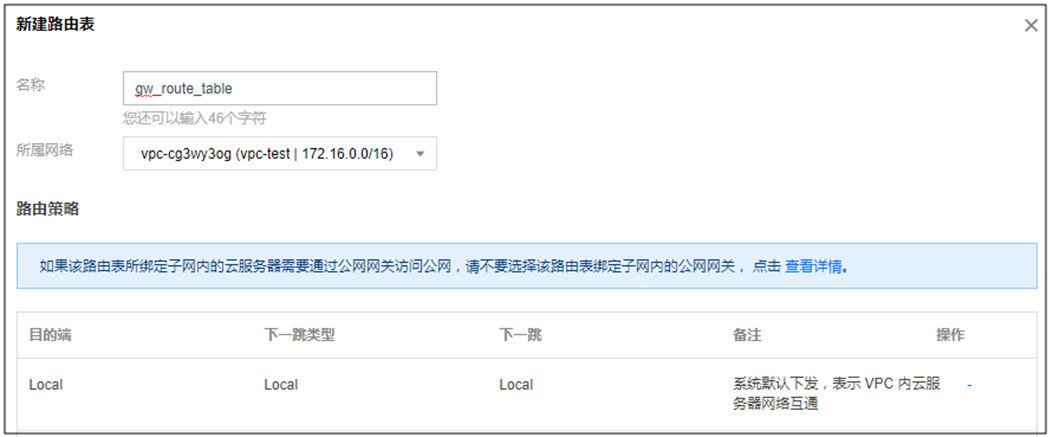 新建路由表
名称
gw_route_table
您还可以输入46个字符
所属网络
vpc-cg3wy3og (vpc-test | 172.16.0.0/16)
路由策略
如果该路由表所绑定子网内的云服务器需要通过公网网关访问公网，请不要选择该路由表绑定子网内的公网网关， 点击 查看详情。
目的端 下一跳类型 下一跳 备注 操作
Local Local Local 系统默认下发，表示 VPC 内云服 -
务器网络互通